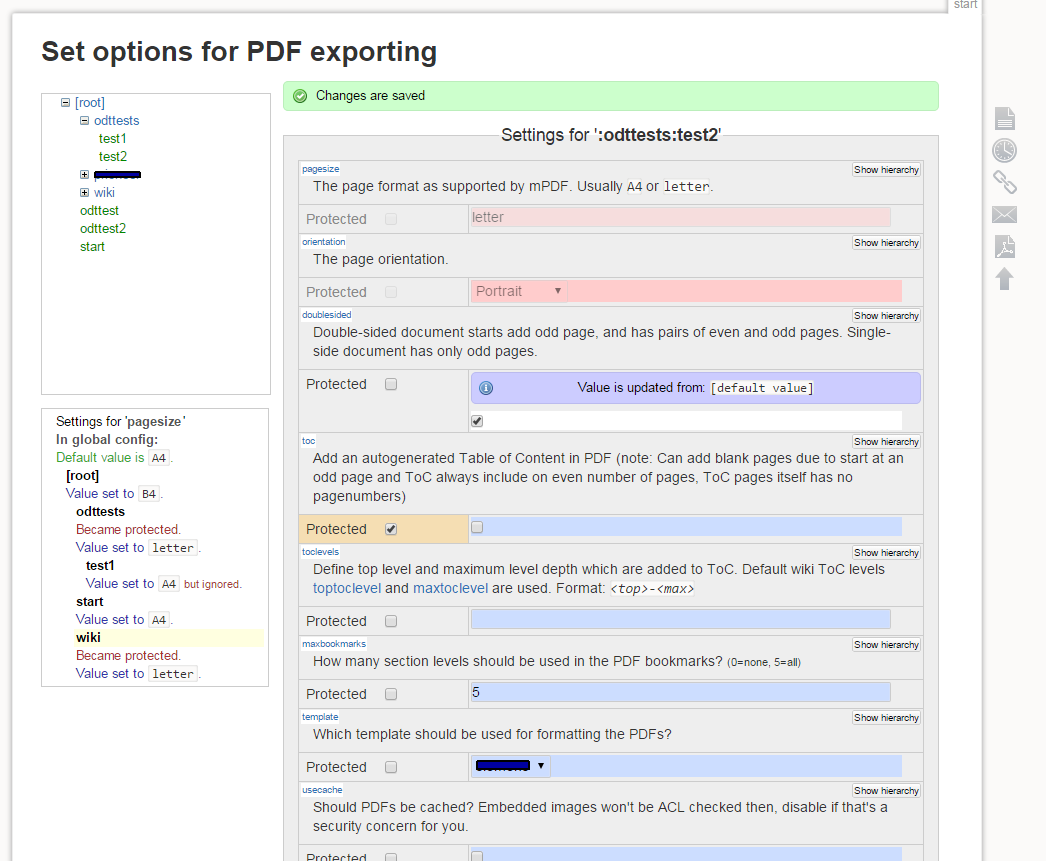 start
Set options for PDF exporting
[root]
odttests
test1
test2
wiki
odttest
odttest2
start
Settings for 'pagesize'
In global config:
Default value is A4.
[root]
Value set to B4.
odttests
Became protected.
Value set to letter.
test1
Value set to A4 but ignored.
start
Value set to A4.
wiki
Became protected.
Value set to letter.
Changes are saved
Settings for ':odttests:test2'
pagesize Show hierarchy
The page format as supported by mPDF. Usually A4 or letter.
Protected letter
orientation Show hierarchy
The page orientation.
Protected Portrait
doublesided Show hierarchy
Double-sided document starts add odd page, and has pairs of even and odd pages. Single-
side document has only odd pages.
Protected Value is updated from: [default value]
toc Show hierarchy
Add an autogenerated Table of Content in PDF (note: Can add blank pages due to start at an
odd page and ToC always include on even number of pages, ToC pages itself has no
pagenumbers)
Protected
toclevels Show hierarchy
Define top level and maximum level depth which are added to ToC. Default wiki ToC levels
toptoclevel and maxtoclevel are used. Format: <top>-<max>
Protected
maxbookmarks Show hierarchy
How many section levels should be used in the PDF bookmarks? (0=none, 5=all)
Protected 5
template Show hierarchy
Which template should be used for formatting the PDFs?
Protected
usecache Show hierarchy
Should PDFs be cached? Embedded images won't be ACL checked then, disable if that's a
security concern for you.
Protected